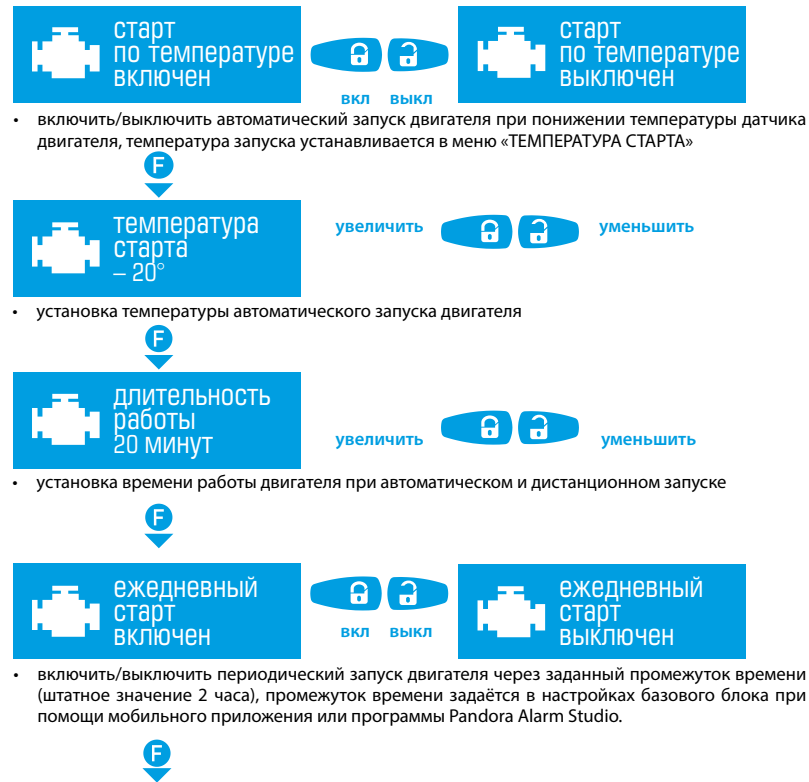 старт
по температуре
включен
старт
по температуре
выключен
вкл выкл
• включить/выключить автоматический запуск двигателя при понижении температуры датчика
двигателя, температура запуска устанавливается в меню «ТЕМПЕРАТУРА СТАРТА»
F
температура
старта
– 20°
увеличить
уменьшить
• установка температуры автоматического запуска двигателя
F
длительность
работы
20 минут
увеличить
уменьшить
• установка времени работы двигателя при автоматическом и дистанционном запуске
F
ежедневный
старт
включен
вкл выкл
ежедневный
старт
выключен
• включить/выключить периодический запуск двигателя через заданный промежуток времени
(штатное значение 2 часа), промежуток времени задаётся в настройках базового блока при
помощи мобильного приложения или программы Pandora Alarm Studio.
F